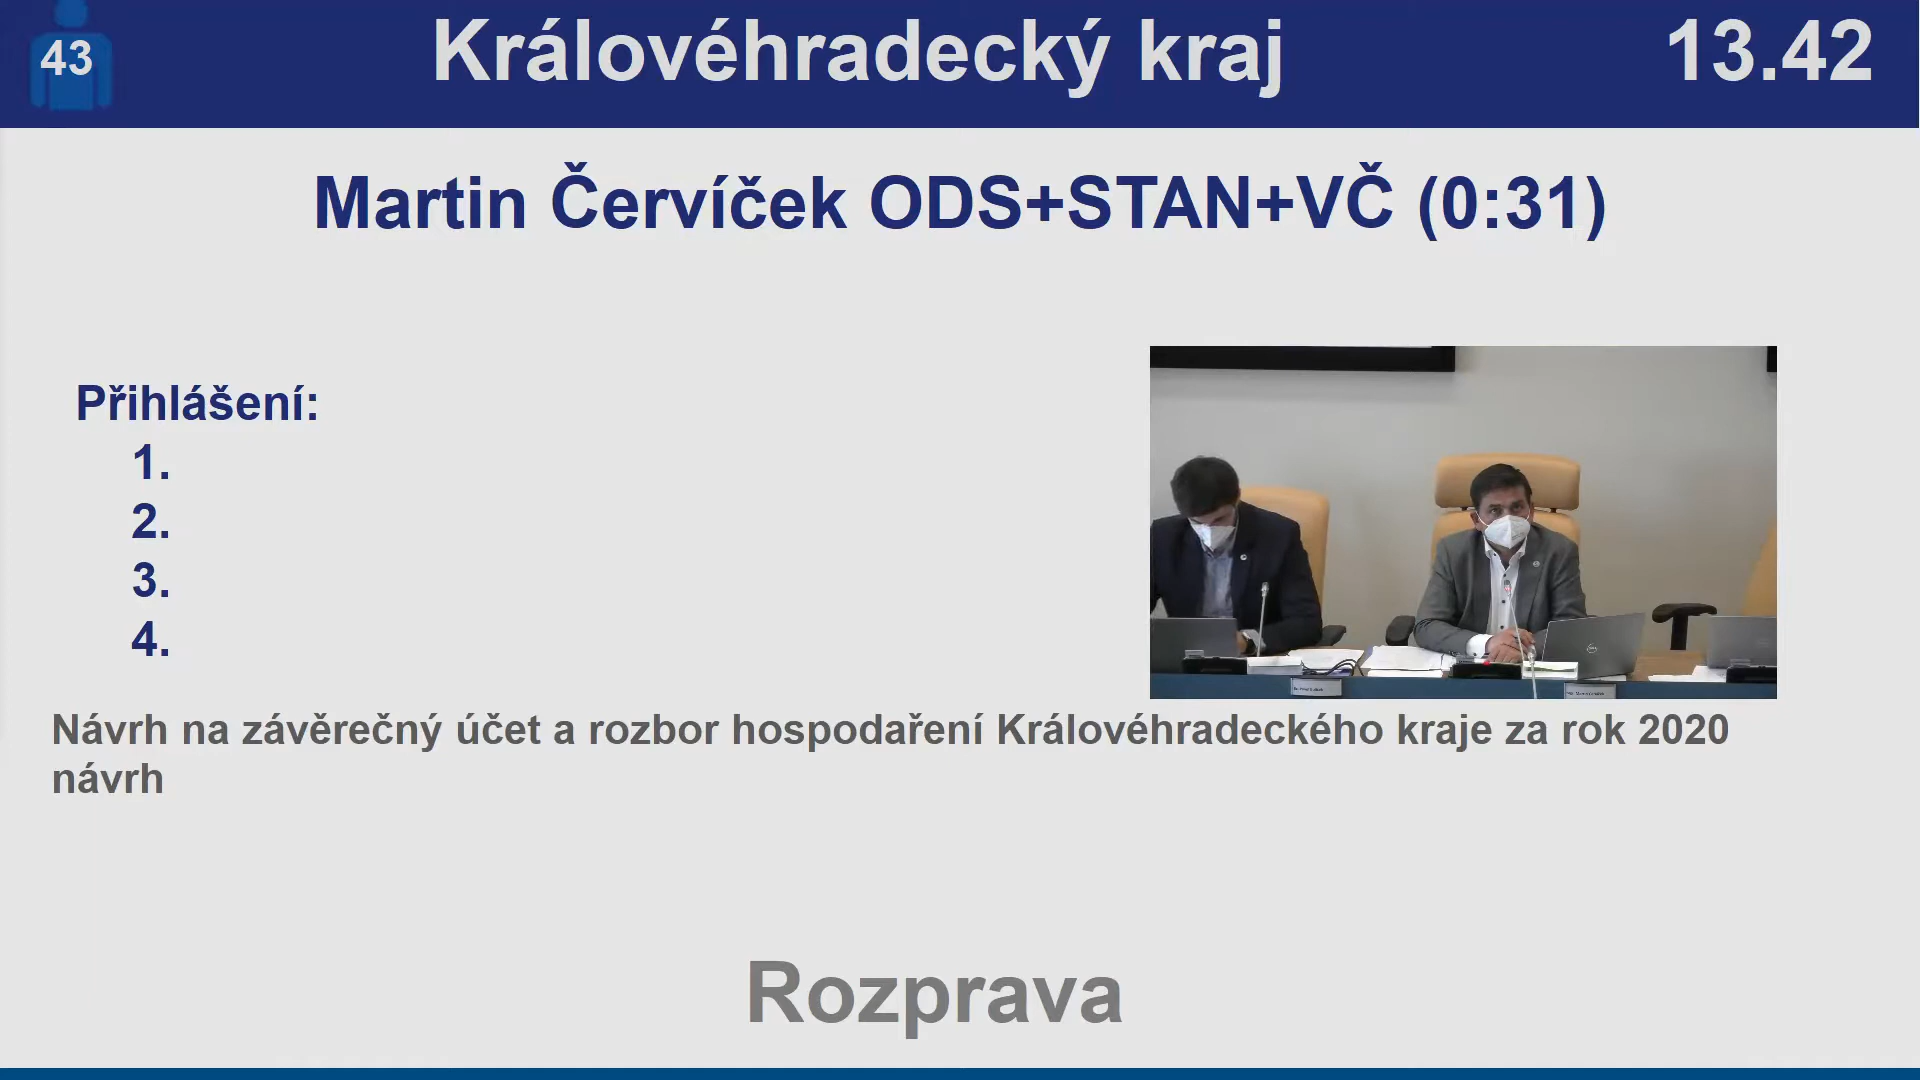 43
Královéhradecký kraj
13.42
Martin Červíček ODS+STAN+VČ (0:31)
Přihlášení:
1.
2.
3.
4.
Návrh na závěrečný účet a rozbor hospodaření Královéhradeckého kraje za rok 2020
návrh
Rozprava